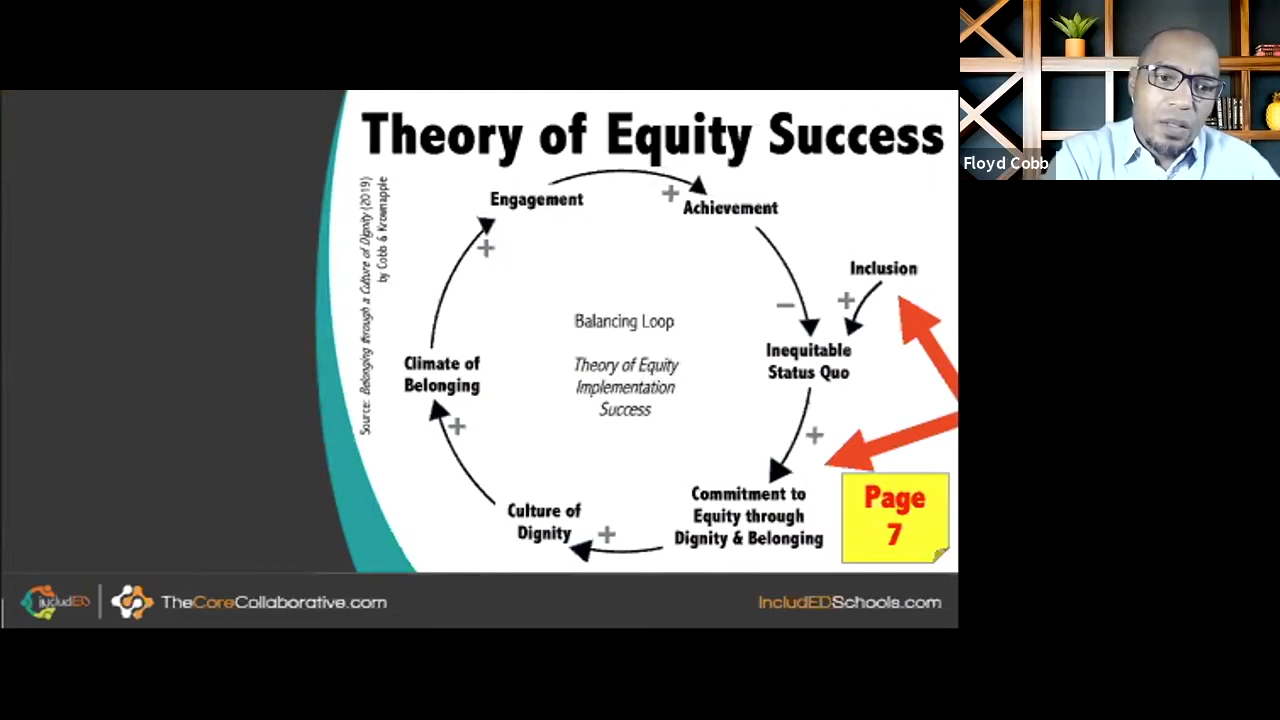 Theory of Equity Success
Source: Belonging through a Culture of Dignity (2019)
by Cobb & Krownapple
Engagement
+
Achievement
Inclusion
+
−
+
Balancing Loop
Inequitable
Status Quo
Climate of
Belonging
Theory of Equity
Implementation
Success
+
+
Commitment to
Equity through
Dignity & Belonging
Culture of
Dignity
+
Page
7
includED
TheCoreCollaborative.com
IncludEDSchools.com
Floyd Cobb